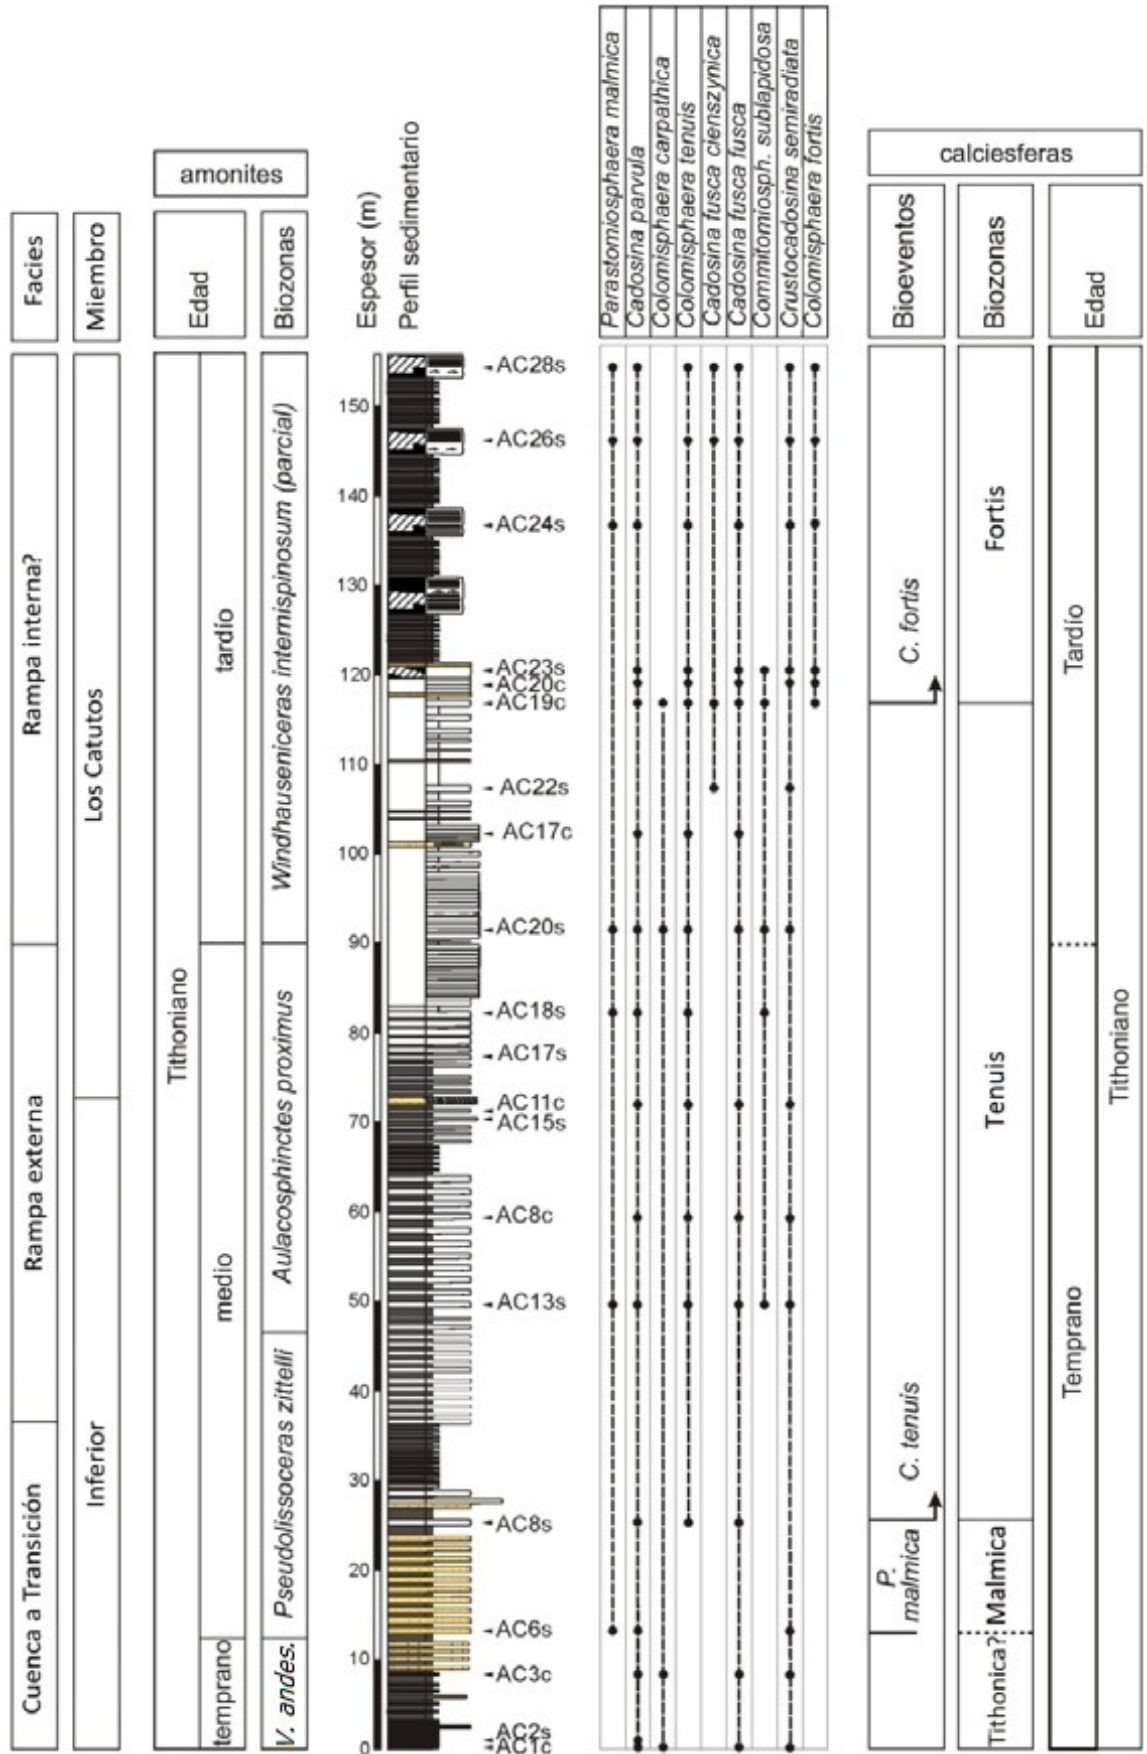 Facies
Miembro
amonites
Edad
Biozonas
Espesor (m)
Perfil sedimentario
Parastomiosphaera malmica
Cadosina parvula
Colomisphaera carpathica
Colomisphaera tenuis
Cadosina fusca cienszynica
Cadosina fusca fusca
Committomiosph. sublapidosa
Crustocadosina semiradiata
Colomisphaera fortis
calciesferas
Bioeventos
Biozonas
Edad
Rampa interna?
Rampa externa
Cuenca a Transición
Los Catutos
Inferior
Tithoniano
tardío
medio
temprano
Windhauseniceras internispinosum (parcial)
Aulacosphinctes proximus
Pseudolissoceras zittelli
V. andes.
150
140
130
120
110
100
90
80
70
60
50
40
30
20
10
0
AC28s
AC26s
AC24s
AC23s
AC20c
AC19c
AC22s
AC17c
AC20s
AC18s
AC17s
AC11c
AC15s
AC8c
AC13s
AC8s
AC6s
AC3c
AC2s
AC1c
C. fortis
C. tenuis
P. malmica
Fortis
Tenuis
Malmica
Tithonica?
Tardío
Temprano
Tithoniano